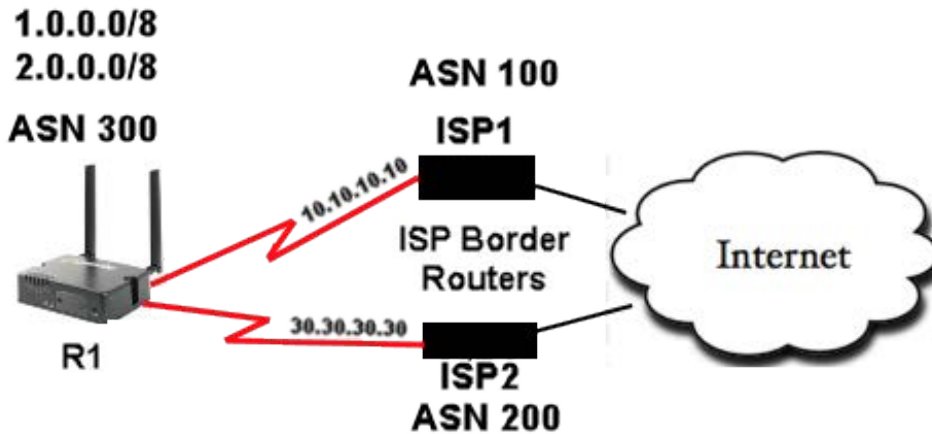 1.0.0.0/8
2.0.0.0/8
ASN 300
R1
10.10.10.10
30.30.30.30
ASN 100
ISP1
ISP Border
Routers
ISP2
ASN 200
Internet